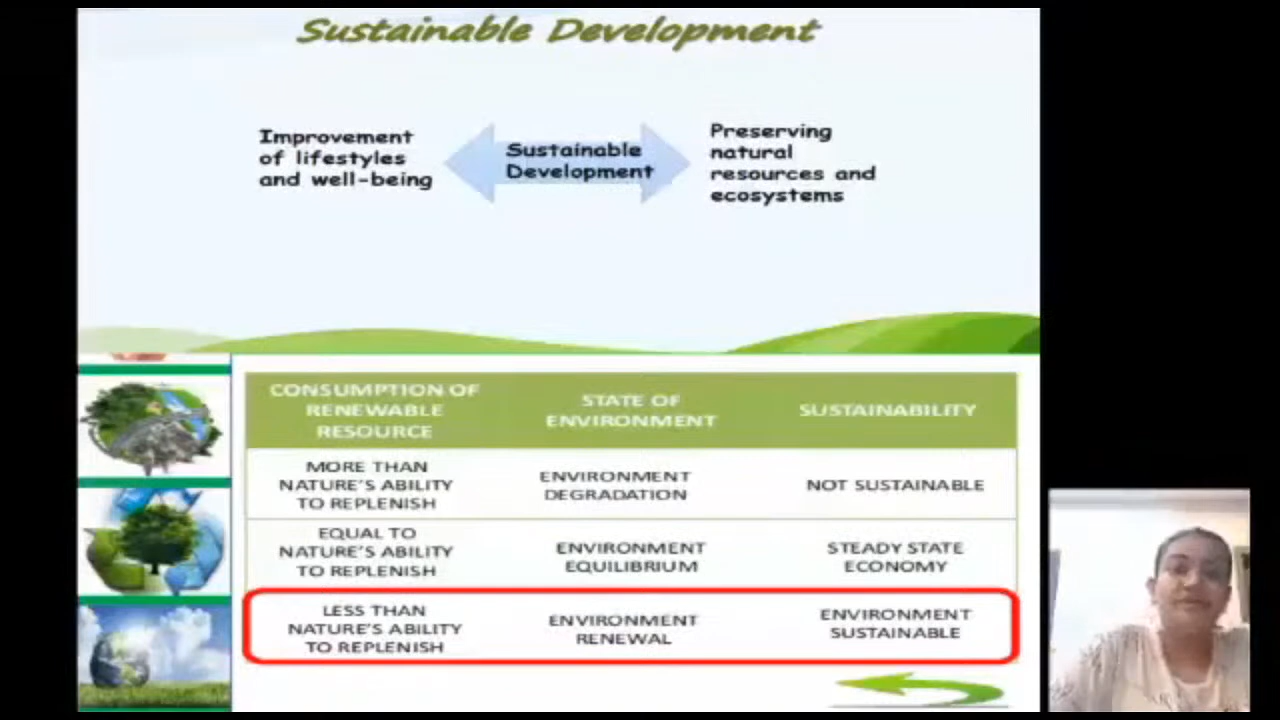 Sustainable Development
Improvement
of lifestyles
and well-being
Sustainable
Development
Preserving
natural
resources and
ecosystems
CONSUMPTION OF
RENEWABLE
RESOURCE
STATE OF
ENVIRONMENT
SUSTAINABILITY
MORE THAN
NATURE'S ABILITY
TO REPLENISH
ENVIRONMENT
DEGRADATION
NOT SUSTAINABLE
EQUAL TO
NATURE'S ABILITY
TO REPLENISH
ENVIRONMENT
EQUILIBRIUM
STEADY STATE
ECONOMY
LESS THAN
NATURE'S ABILITY
TO REPLENISH
ENVIRONMENT
RENEWAL
ENVIRONMENT
SUSTAINABLE